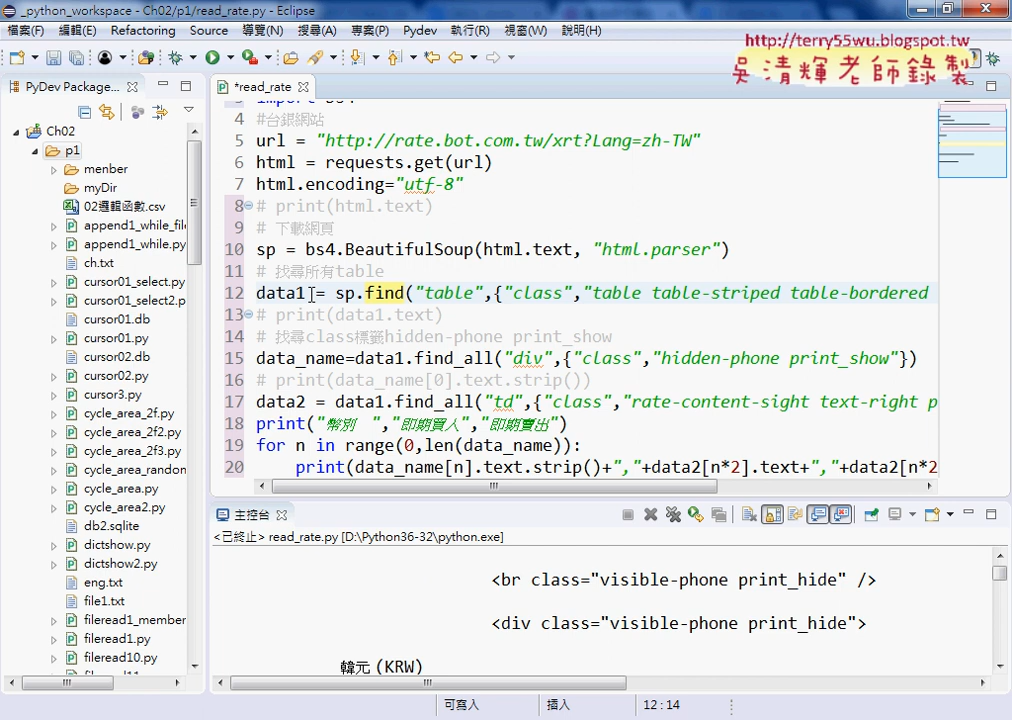 _python_workspace - Ch02/p1/read_rate.py - Eclipse
檔案(F) 編輯(E) Refactoring Source 導覽(N) 搜尋(A) 專案(P) Pydev 執行(R) 視窗(W) 說明(H)
http://terry55wu.blogspot.tw
吳清輝老師錄製
PyDev Package...
*read_rate
Ch02
p1
menber
myDir
02邏輯函數.csv
append1_while_file
append1_while.py
ch.txt
cursor01_select.py
cursor01_select2.p
cursor01.db
cursor01.py
cursor02.db
cursor02.py
cursor3.py
cycle_area_2f.py
cycle_area_2f2.py
cycle_area_2f3.py
cycle_area_random
cycle_area.py
cycle_area2.py
db2.sqlite
dictshow.py
dictshow2.py
eng.txt
file1.txt
fileread1_member
fileread1.py
fileread10.py
import bs4
4 #台銀網站
5 url = "http://rate.bot.com.tw/xrt?Lang=zh-TW"
6 html = requests.get(url)
7 html.encoding="utf-8"
8 # print(html.text)
9 # 下載網頁
10 sp = bs4.BeautifulSoup(html.text, "html.parser")
11 # 找尋所有table
12 data1 = sp.find("table",{"class","table table-striped table-bordered
13 # print(data1.text)
14 # 找尋class標籤hidden-phone print_show
15 data_name=data1.find_all("div",{"class","hidden-phone print_show"})
16 # print(data_name[0].text.strip())
17 data2 = data1.find_all("td",{"class","rate-content-sight text-right p
18 print("幣別　","即期買入","即期賣出")
19 for n in range(0,len(data_name)):
20 print(data_name[n].text.strip()+","+data2[n*2].text+","+data2[n*2
主控台
<已終止> read_rate.py [D:\Python36-32\python.exe]
<br class="visible-phone print_hide" />
<div class="visible-phone print_hide">
韓元 (KRW)
可寫入 插入 12 : 14